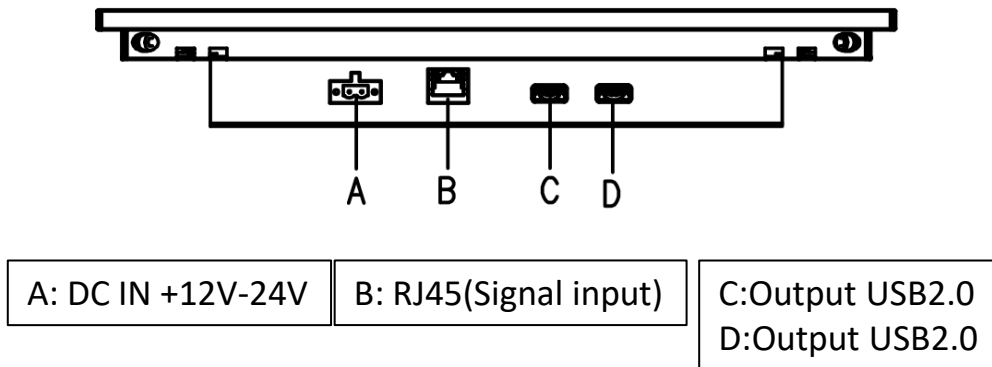 A B C D
A: DC IN +12V-24V
B: RJ45(Signal input)
C:Output USB2.0
D:Output USB2.0